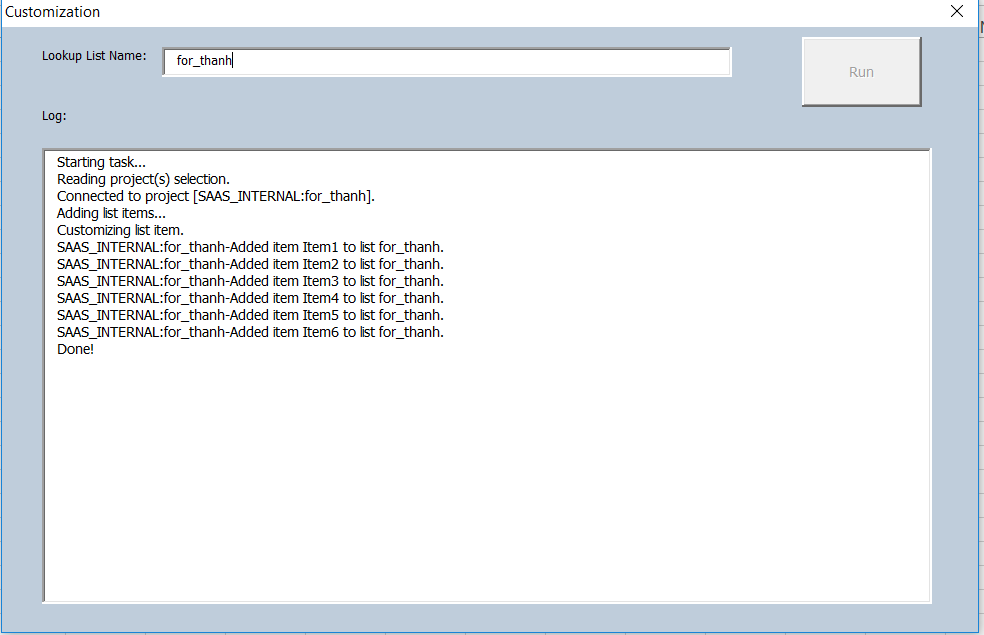 Customization
Lookup List Name:
for_thanh
Run
Log:
Starting task...
Reading project(s) selection.
Connected to project [SAAS_INTERNAL:for_thanh].
Adding list items...
Customizing list item.
SAAS_INTERNAL:for_thanh-Added item Item1 to list for_thanh.
SAAS_INTERNAL:for_thanh-Added item Item2 to list for_thanh.
SAAS_INTERNAL:for_thanh-Added item Item3 to list for_thanh.
SAAS_INTERNAL:for_thanh-Added item Item4 to list for_thanh.
SAAS_INTERNAL:for_thanh-Added item Item5 to list for_thanh.
SAAS_INTERNAL:for_thanh-Added item Item6 to list for_thanh.
Done!